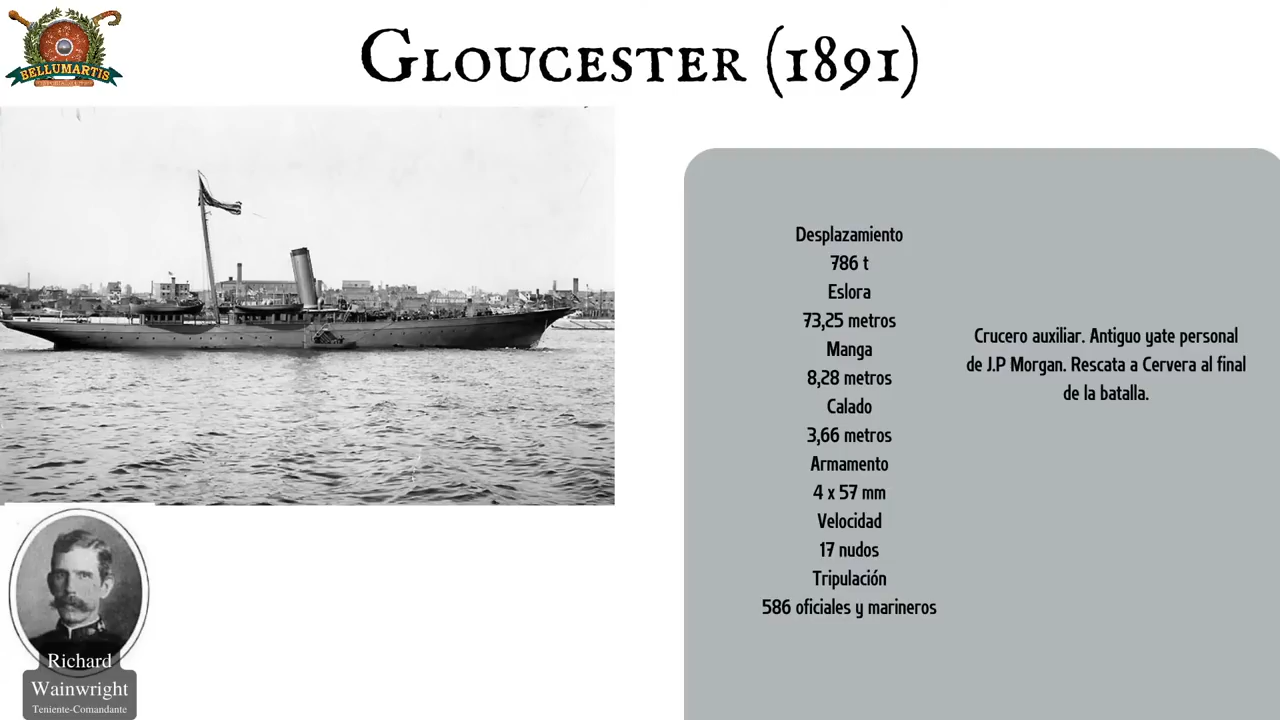 BELLUMARTIS
Gloucester (1891)
Desplazamiento
786 t
Eslora
73,25 metros
Manga
8,28 metros
Calado
3,66 metros
Armamento
4 x 57 mm
Velocidad
17 nudos
Tripulación
586 oficiales y marineros
Crucero auxiliar. Antiguo yate personal
de J.P Morgan. Rescata a Cervera al final
de la batalla.
Richard
Wainwright
Teniente-Comandante